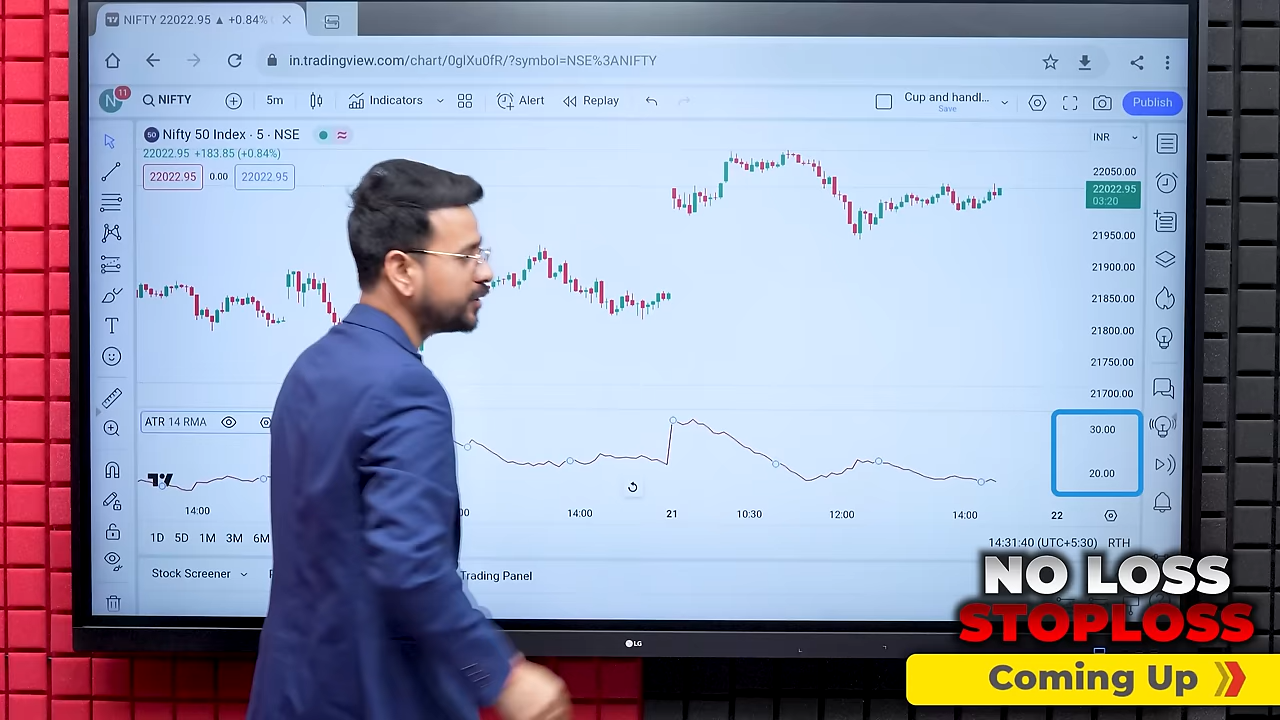 NIFTY 22022.95 ▲ +0.84%
in.tradingview.com/chart/0glXu0fR/?symbol=NSE%3ANIFTY
N 11 NIFTY 5m Indicators Alert Replay Cup and handl... Save Publish
50 Nifty 50 Index · 5 · NSE INR
22022.95 +183.85 (+0.84%)
22022.95 0.00 22022.95
22050.00
22022.95
03:20
21950.00
21900.00
21850.00
21800.00
21750.00
21700.00
ATR 14 RMA
30.00
20.00
14:00 14:00 21 10:30 12:00 14:00 22
1D 5D 1M 3M 6M 14:31:40 (UTC+5:30) RTH
Stock Screener Trading Panel
LG
NO LOSS
STOPLOSS
Coming Up